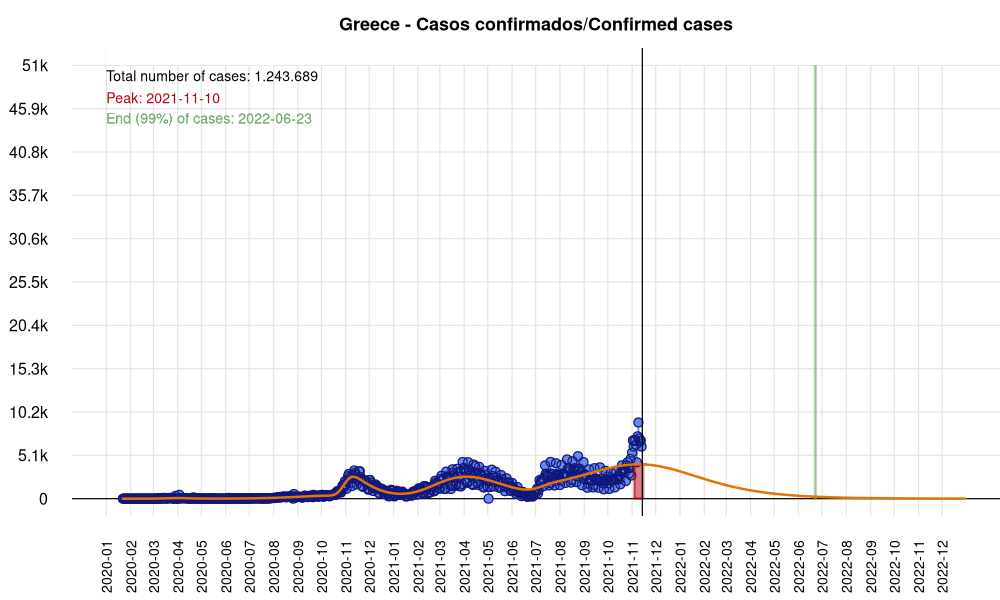 Greece - Casos confirmados/Confirmed cases
Total number of cases: 1.243.689
Peak: 2021-11-10
End (99%) of cases: 2022-06-23
51k
45.9k
40.8k
35.7k
30.6k
25.5k
20.4k
15.3k
10.2k
5.1k
0
2020-01
2020-02
2020-03
2020-04
2020-05
2020-06
2020-07
2020-08
2020-09
2020-10
2020-11
2020-12
2021-01
2021-02
2021-03
2021-04
2021-05
2021-06
2021-07
2021-08
2021-09
2021-10
2021-11
2021-12
2022-01
2022-02
2022-03
2022-04
2022-05
2022-06
2022-07
2022-08
2022-09
2022-10
2022-11
2022-12